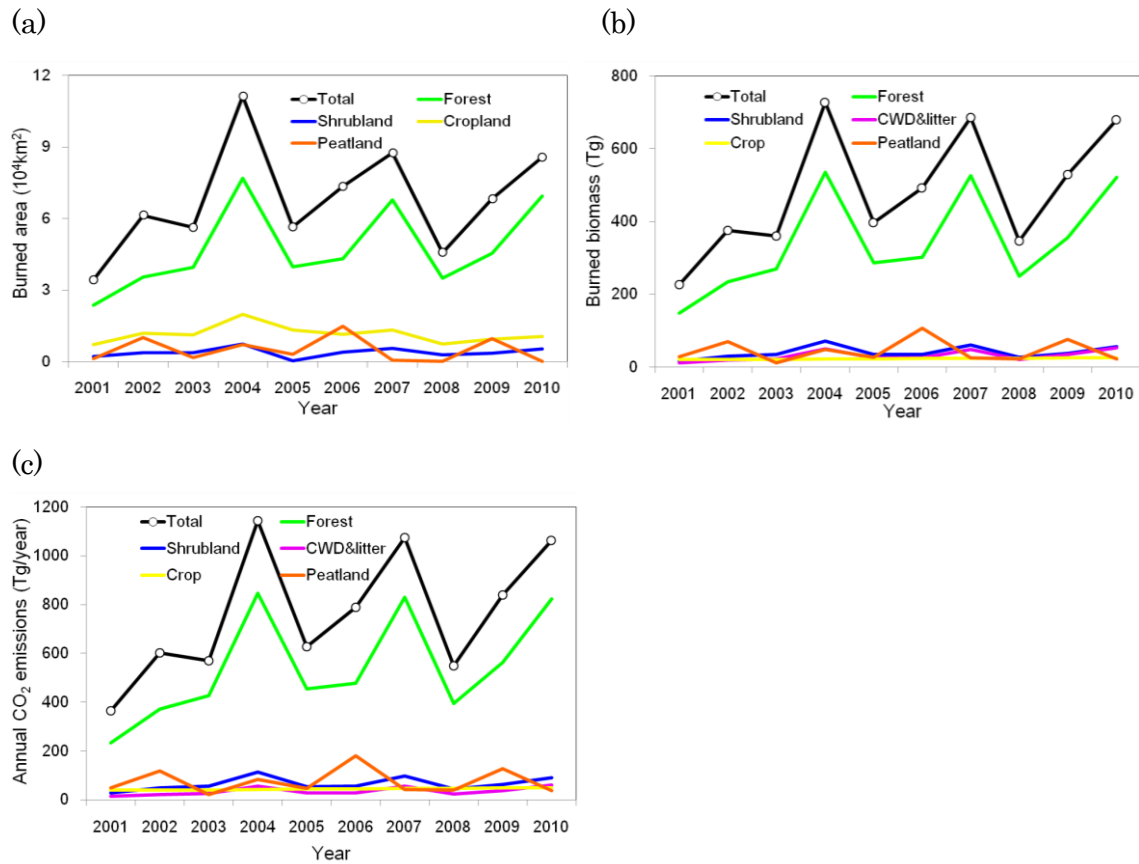 (a)
12
9
6
3
0
Burned area (10⁴km²)
Total Forest
Shrubland Cropland
Peatland
2001 2002 2003 2004 2005 2006 2007 2008 2009 2010
Year
(b)
800
600
400
200
0
Burned biomass (Tg)
Total Forest
Shrubland CWD&litter
Crop Peatland
2001 2002 2003 2004 2005 2006 2007 2008 2009 2010
Year
(c)
1200
1000
800
600
400
200
0
Annual CO₂ emissions (Tg/year)
Total Forest
Shrubland CWD&litter
Crop Peatland
2001 2002 2003 2004 2005 2006 2007 2008 2009 2010
Year